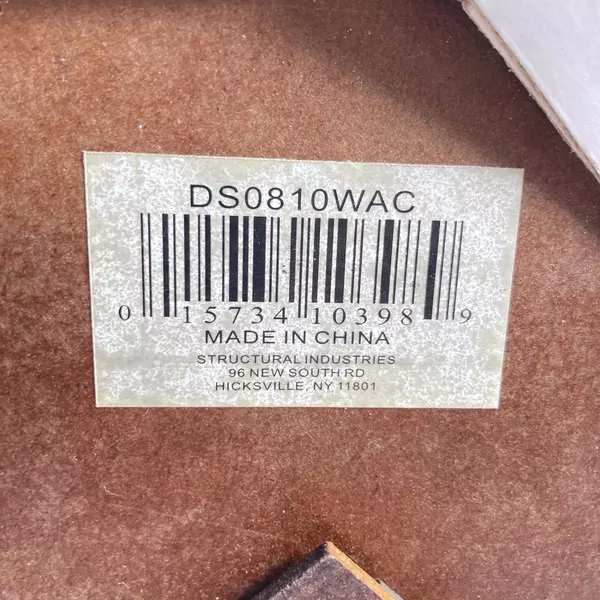 DS0810WAC
0 15734 10398 9
MADE IN CHINA
STRUCTURAL INDUSTRIES
96 NEW SOUTH RD
HICKSVILLE, NY 11801